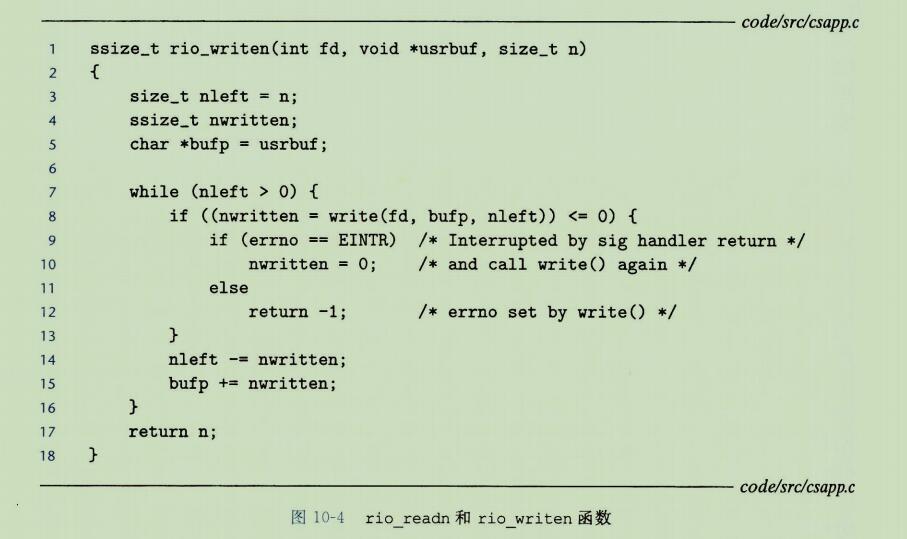 code/src/csapp.c
1 ssize_t rio_writen(int fd, void *usrbuf, size_t n)
2 {
3     size_t nleft = n;
4     ssize_t nwritten;
5     char *bufp = usrbuf;
6
7     while (nleft > 0) {
8         if ((nwritten = write(fd, bufp, nleft)) <= 0) {
9             if (errno == EINTR)  /* Interrupted by sig handler return */
10                 nwritten = 0;    /* and call write() again */
11             else
12                 return -1;       /* errno set by write() */
13         }
14         nleft -= nwritten;
15         bufp += nwritten;
16     }
17     return n;
18 }
code/src/csapp.c
图 10-4 rio_readn 和 rio_writen 函数